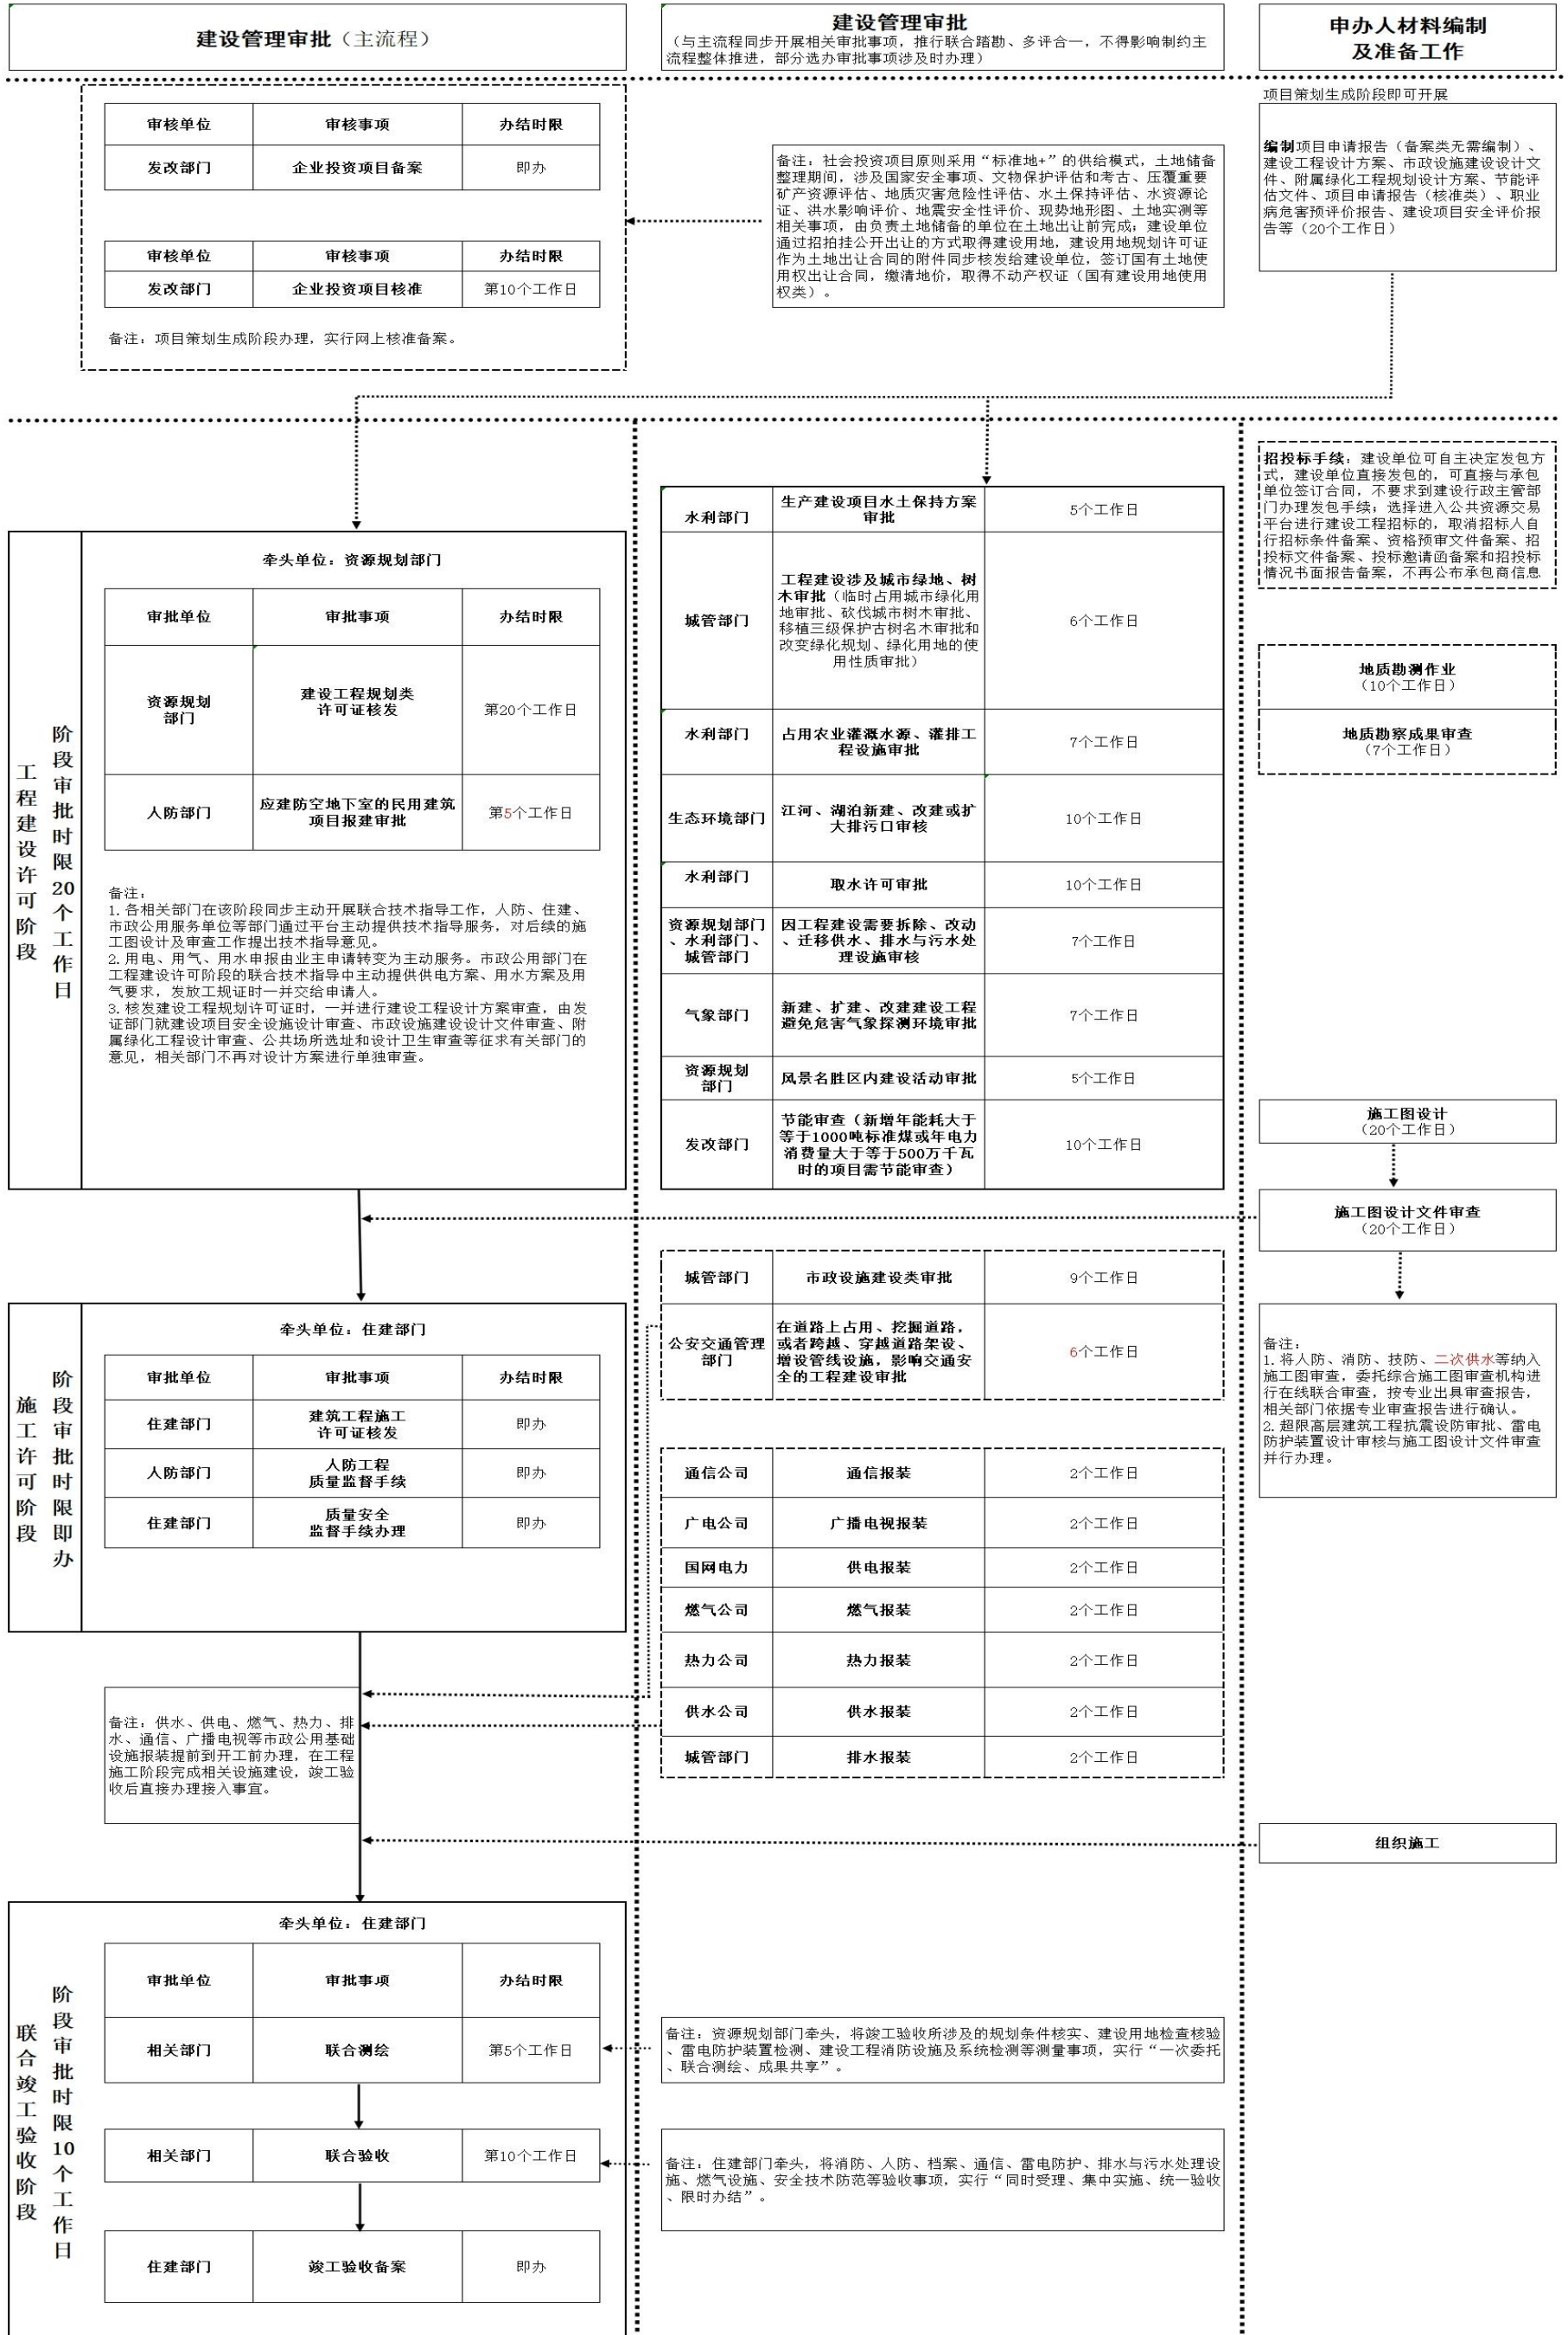 建设管理审批（主流程）
建设管理审批
（与主流程同步开展相关审批事项，推行联合踏勘、多评合一，不得影响制约主
流程整体推进，部分选办审批事项涉及时办理）
申办人材料编制
及准备工作
审核单位 审核事项 办结时限
发改部门 企业投资项目备案 即办
审核单位 审核事项 办结时限
发改部门 企业投资项目核准 第10个工作日
备注：项目策划生成阶段办理，实行网上核准备案。
备注：社会投资项目原则采用“标准地+”的供给模式，土地储备
整理期间，涉及国家安全事项、文物保护评估和考古、压覆重要
矿产资源评估、地质灾害危险性评估、水土保持评估、水资源论
证、洪水影响评价、地震安全性评价、现势地形图、土地实测等
相关事项，由负责土地储备的单位在土地出让前完成；建设单位
通过招拍挂公开出让的方式取得建设用地，建设用地规划许可证
作为土地出让合同的附件同步核发给建设单位，签订国有土地使
用权出让合同，缴清地价，取得不动产权证（国有建设用地使用
权类）。
项目策划生成阶段即可开展
编制项目申请报告（备案类无需编制）、
建设工程设计方案、市政设施建设设计文
件、附属绿化工程规划设计方案、节能评
估文件、项目申请报告（核准类）、职业
病危害预评价报告、建设项目安全评价报
告等（20个工作日）
工程建设许可阶段
阶段审批时限20个工作日
牵头单位：资源规划部门
审批单位 审批事项 办结时限
资源规划
部门
建设工程规划类
许可证核发
第20个工作日
人防部门
应建防空地下室的民用建筑
项目报建审批
第5个工作日
备注：
1.各相关部门在该阶段同步主动开展联合技术指导工作，人防、住建、
市政公用服务单位等部门通过平台主动提供技术指导服务，对后续的施
工图设计及审查工作提出技术指导意见。
2.用电、用气、用水申报由业主申请转变为主动服务。市政公用部门在
工程建设许可阶段的联合技术指导中主动提供供电方案、用水方案及用
气要求，发放工规证时一并交给申请人。
3.核发建设工程规划许可证时，一并进行建设工程设计方案审查，由发
证部门就建设项目安全设施设计审查、市政设施建设设计文件审查、附
属绿化工程设计审查、公共场所选址和设计卫生审查等征求有关部门的
意见，相关部门不再对设计方案进行单独审查。
水利部门
生产建设项目水土保持方案
审批
5个工作日
城管部门
工程建设涉及城市绿地、树
木审批（临时占用城市绿化用
地审批、砍伐城市树木审批、
移植三级保护古树名木审批和
改变绿化规划、绿化用地的使
用性质审批）
6个工作日
水利部门
占用农业灌溉水源、灌排工
程设施审批
7个工作日
生态环境部门
江河、湖泊新建、改建或扩
大排污口审核
10个工作日
水利部门 取水许可审批 10个工作日
资源规划部门
、水利部门、
城管部门
因工程建设需要拆除、改动
、迁移供水、排水与污水处
理设施审核
7个工作日
气象部门
新建、扩建、改建建设工程
避免危害气象探测环境审批
7个工作日
资源规划
部门
风景名胜区内建设活动审批
5个工作日
发改部门
节能审查（新增年能耗大于
等于1000吨标准煤或年电力
消费量大于等于500万千瓦
时的项目需节能审查）
10个工作日
招投标手续：建设单位可自主决定发包方
式，建设单位直接发包的，可直接与承包
单位签订合同，不要求到建设行政主管部
门办理发包手续；选择进入公共资源交易
平台进行建设工程招标的，取消招标人自
行招标条件备案、资格预审文件备案、招
投标文件备案、投标邀请函备案和招投标
情况书面报告备案，不再公布承包商信息
地质勘测作业
（10个工作日）
地质勘察成果审查
（7个工作日）
施工图设计
（20个工作日）
施工图设计文件审查
（20个工作日）
施工许可阶段
阶段审批时限即办
牵头单位：住建部门
审批单位 审批事项 办结时限
住建部门
建筑工程施工
许可证核发
即办
人防部门
人防工程
质量监督手续
即办
住建部门
质量安全
监督手续办理
即办
城管部门 市政设施建设类审批 9个工作日
公安交通管理
部门
在道路上占用、挖掘道路，
或者跨越、穿越道路架设、
增设管线设施，影响交通安
全的工程建设审批
6个工作日
备注：
1.将人防、消防、技防、二次供水等纳入
施工图审查，委托综合施工图审查机构进
行在线联合审查，按专业出具审查报告，
相关部门依据专业审查报告进行确认。
2.超限高层建筑工程抗震设防审批、雷电
防护装置设计审核与施工图设计文件审查
并行办理。
通信公司 通信报装 2个工作日
广电公司 广播电视报装 2个工作日
国网电力 供电报装 2个工作日
燃气公司 燃气报装 2个工作日
热力公司 热力报装 2个工作日
供水公司 供水报装 2个工作日
城管部门 排水报装 2个工作日
备注：供水、供电、燃气、热力、排
水、通信、广播电视等市政公用基础
设施报装提前到开工前办理，在工程
施工阶段完成相关设施建设，竣工验
收后直接办理接入事宜。
组织施工
联合竣工验收阶段
阶段审批时限10个工作日
牵头单位：住建部门
审批单位 审批事项 办结时限
相关部门 联合测绘 第5个工作日
相关部门 联合验收 第10个工作日
住建部门 竣工验收备案 即办
备注：资源规划部门牵头，将竣工验收所涉及的规划条件核实、建设用地检查核验
、雷电防护装置检测、建设工程消防设施及系统检测等测量事项，实行“一次委托
、联合测绘、成果共享”。
备注：住建部门牵头，将消防、人防、档案、通信、雷电防护、排水与污水处理设
施、燃气设施、安全技术防范等验收事项，实行“同时受理、集中实施、统一验收
、限时办结”。